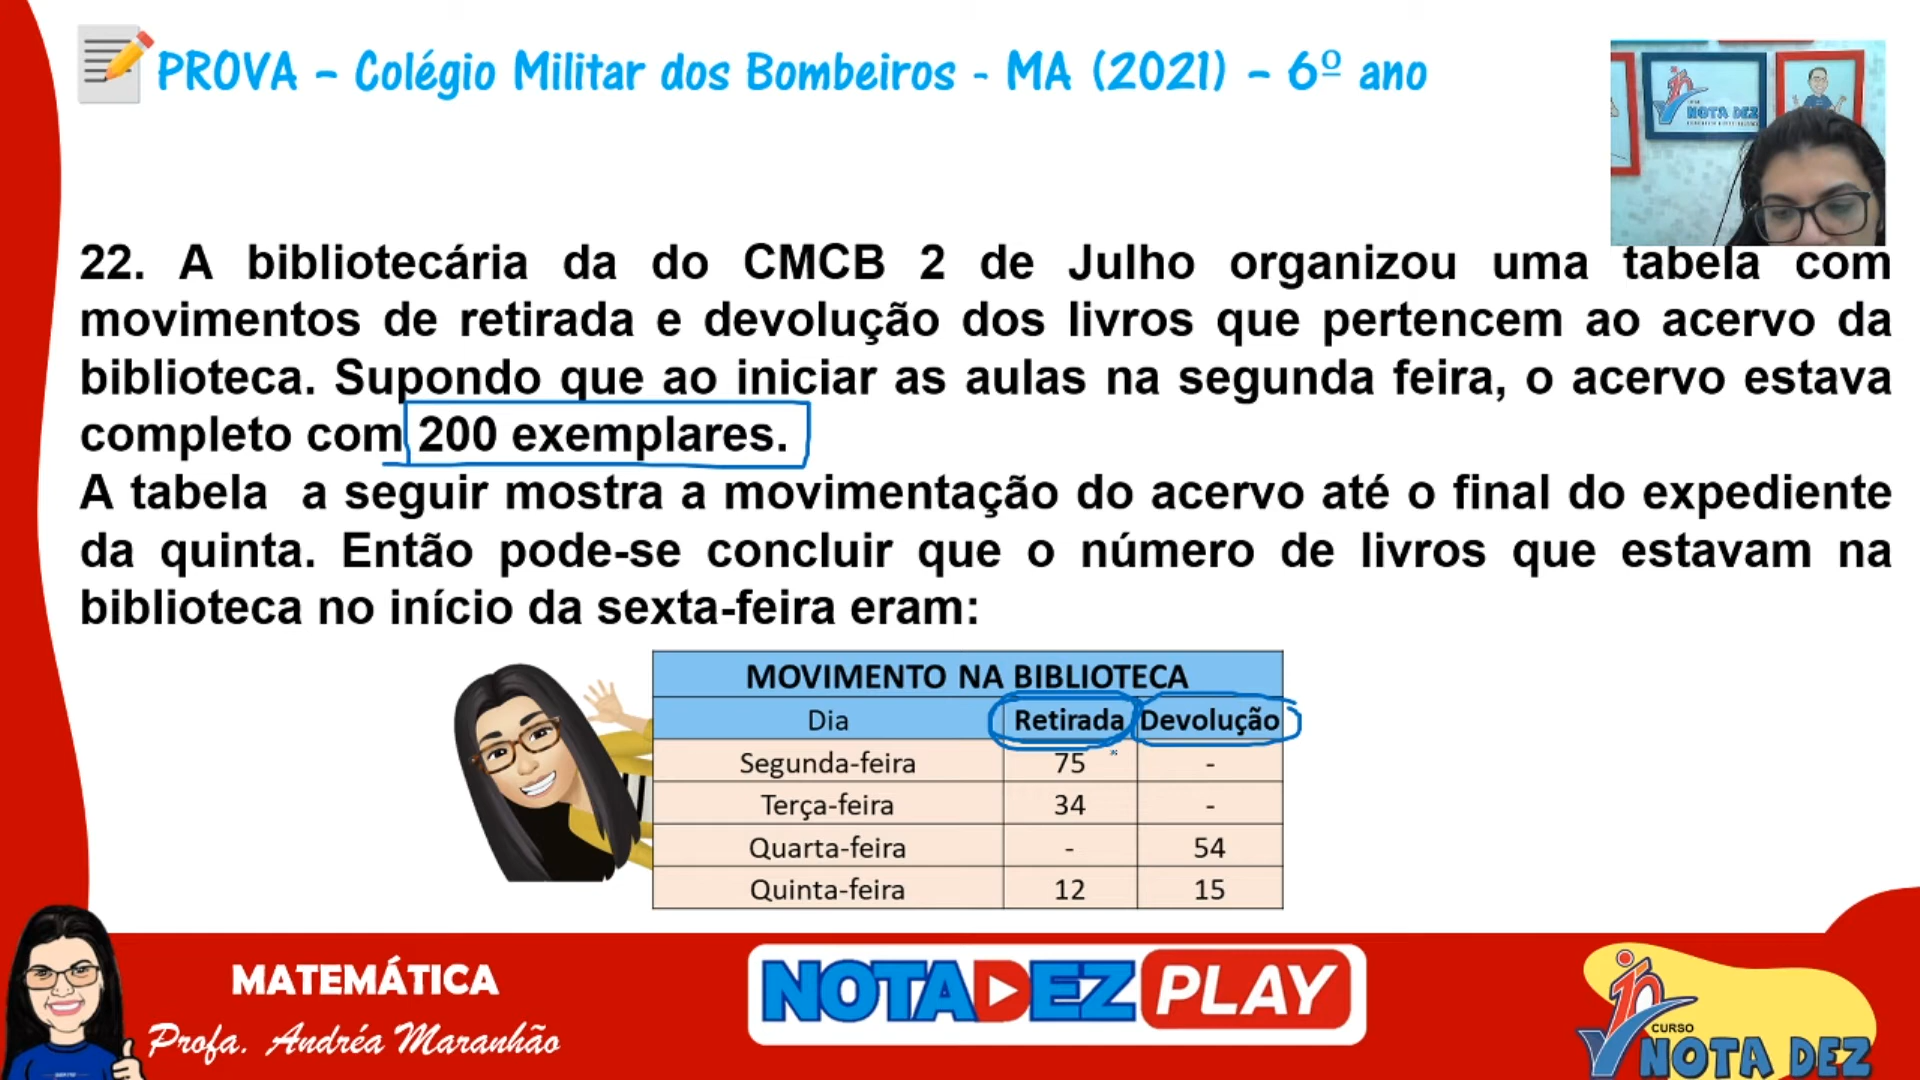 PROVA – Colégio Militar dos Bombeiros - MA (2021) – 6º ano
NOTA DEZ
22. A bibliotecária da do CMCB 2 de Julho organizou uma tabela com
movimentos de retirada e devolução dos livros que pertencem ao acervo da
biblioteca. Supondo que ao iniciar as aulas na segunda feira, o acervo estava
completo com 200 exemplares.
A tabela a seguir mostra a movimentação do acervo até o final do expediente
da quinta. Então pode-se concluir que o número de livros que estavam na
biblioteca no início da sexta-feira eram:
MOVIMENTO NA BIBLIOTECA
Dia Retirada Devolução
Segunda-feira 75 -
Terça-feira 34 -
Quarta-feira - 54
Quinta-feira 12 15
MATEMÁTICA
Profa. Andréa Maranhão
NOTADEZ PLAY
CURSO
NOTA DEZ